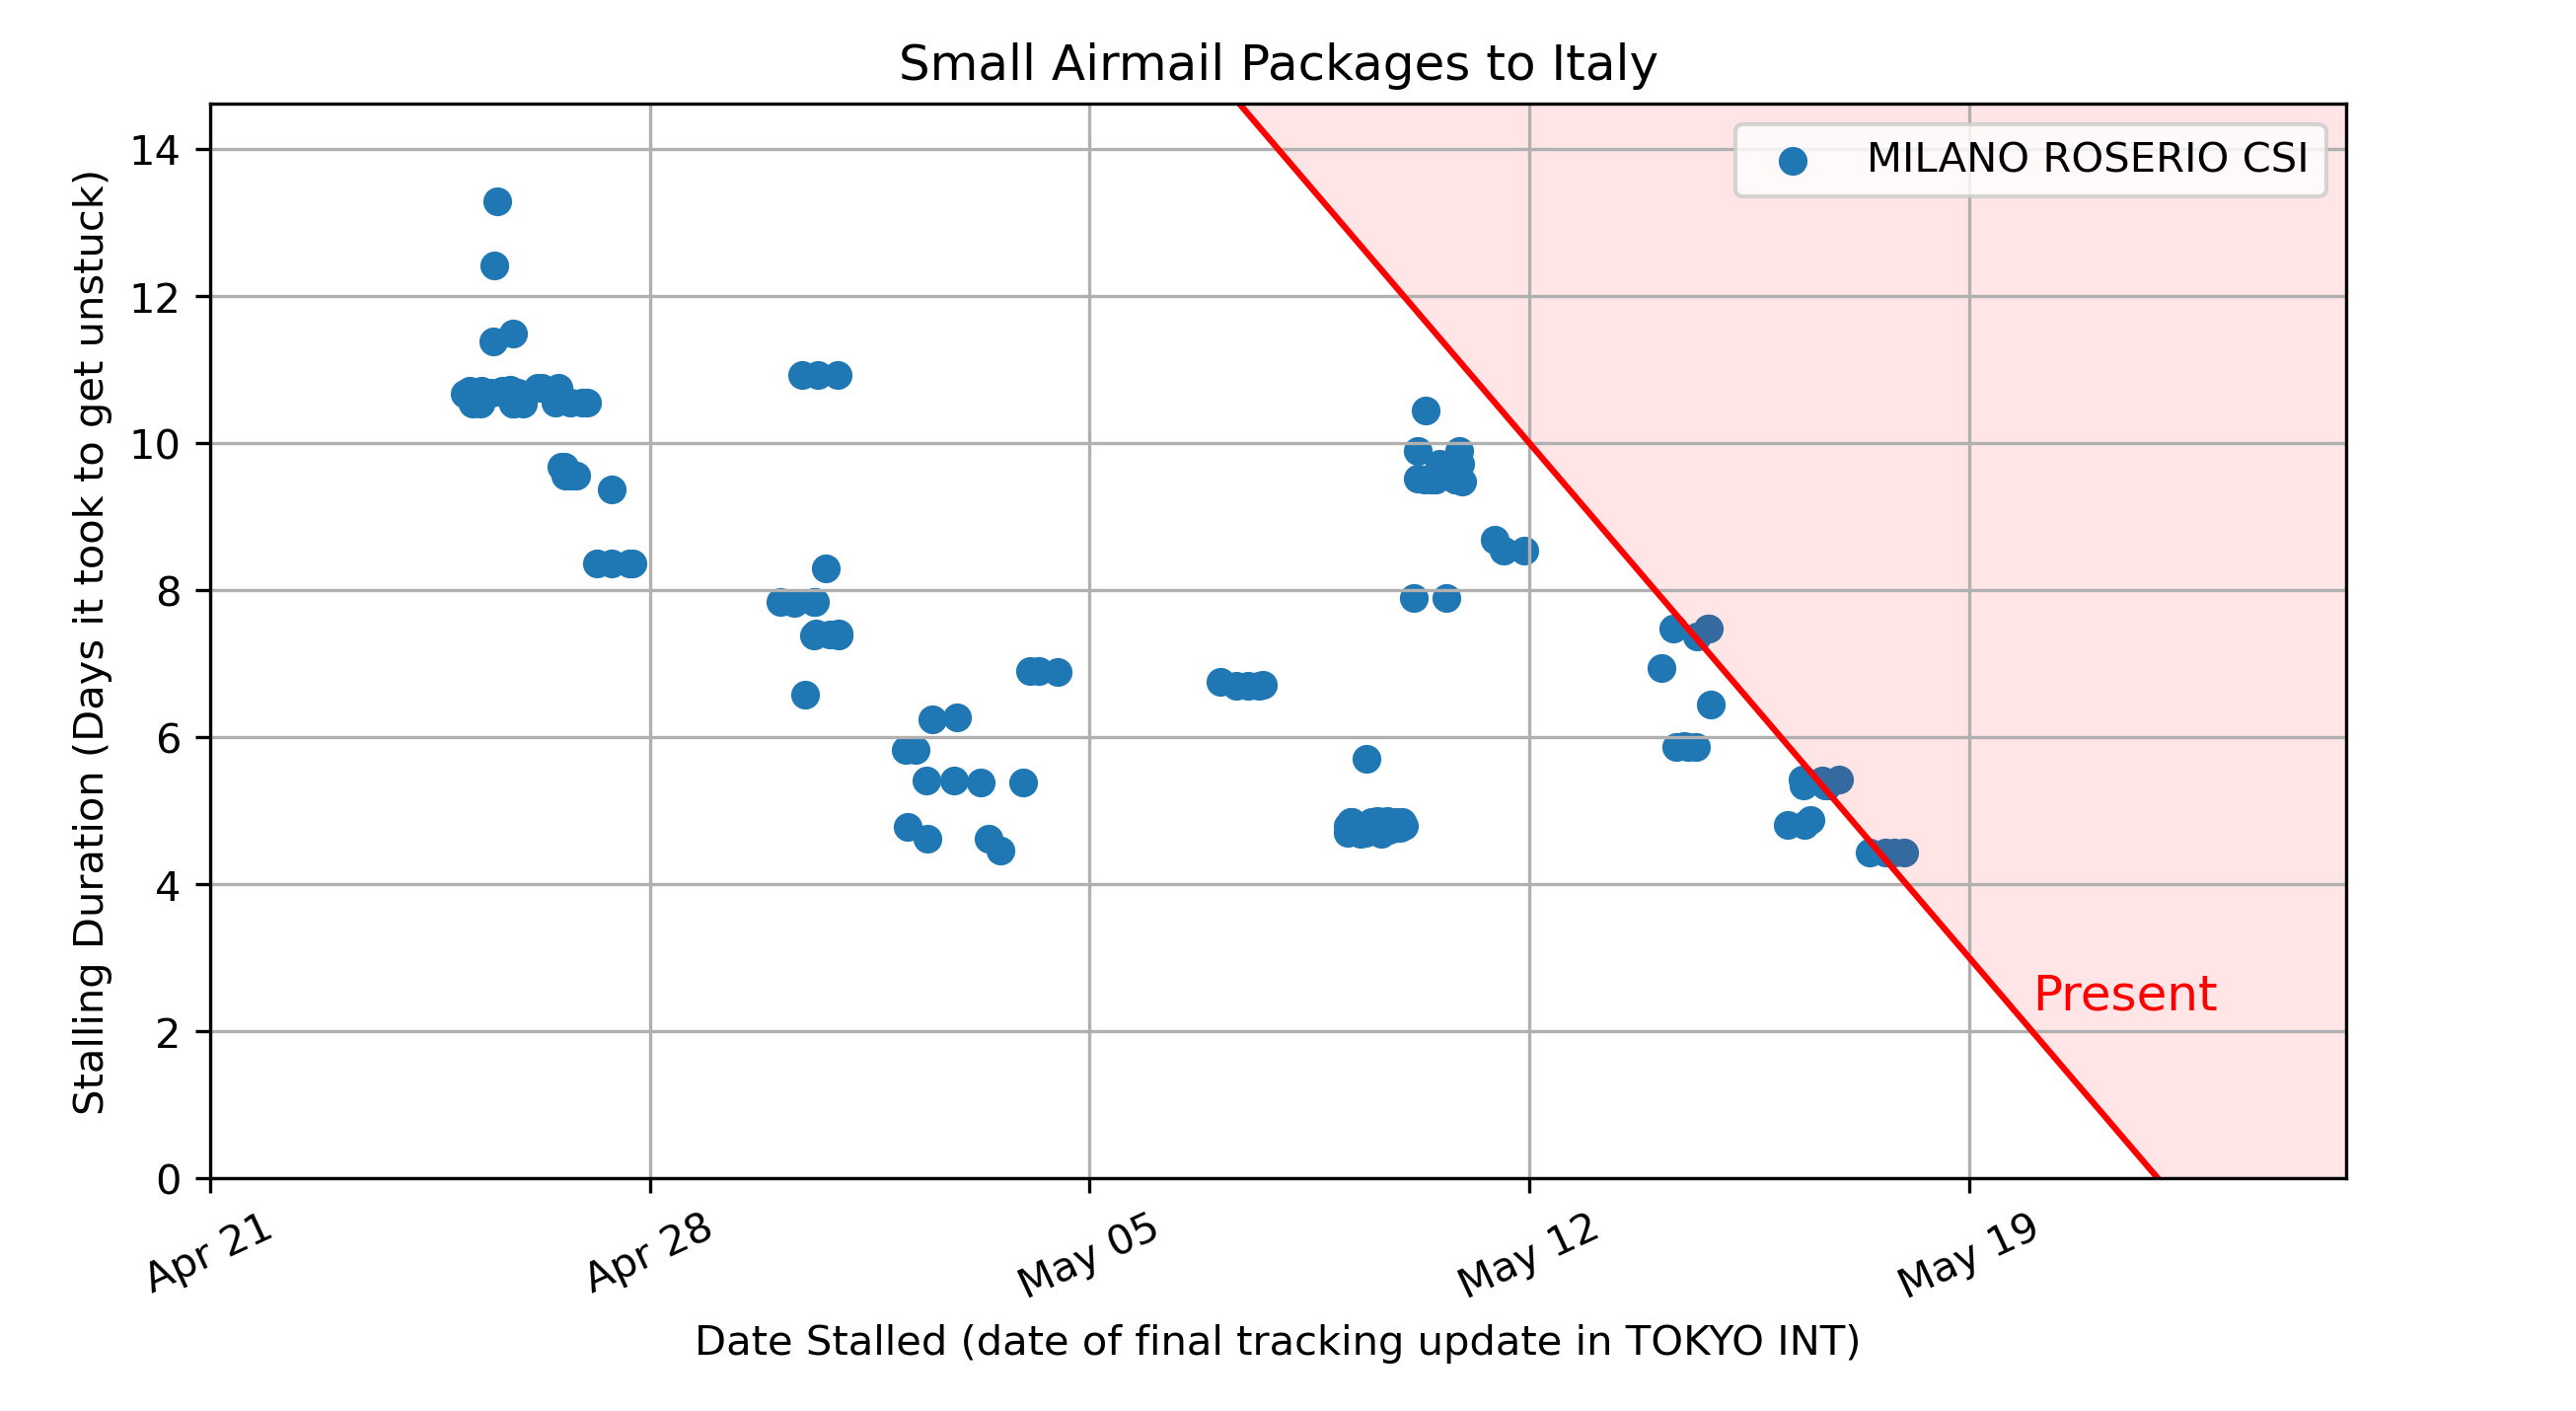 Small Airmail Packages to Italy
MILANO ROSERIO CSI
Stalling Duration (Days it took to get unstuck)
14
12
10
8
6
4
2
0
Present
Apr 21
Apr 28
May 05
May 12
May 19
Date Stalled (date of final tracking update in TOKYO INT)